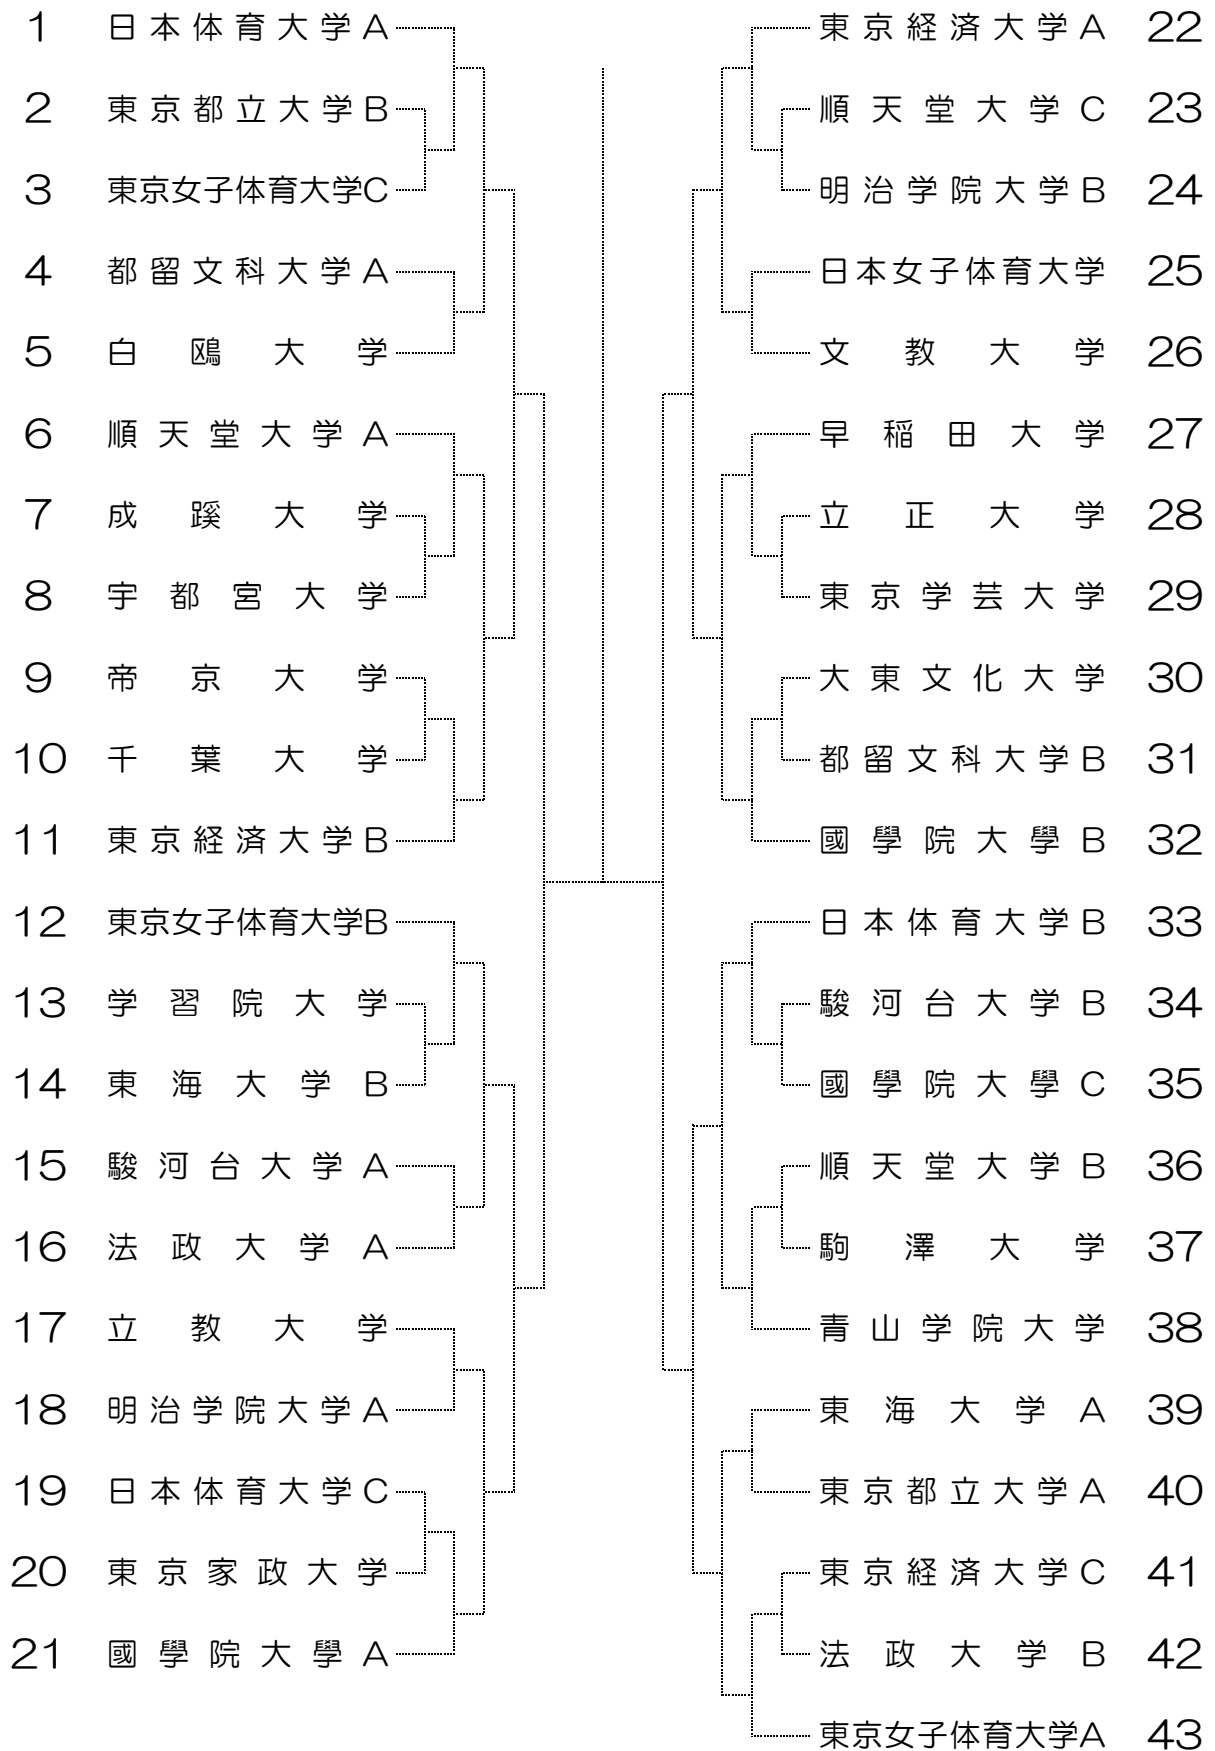 1 日本体育大学A
2 東京都立大学B
3 東京女子体育大学C
4 都留文科大学A
5 白鴎大学
6 順天堂大学A
7 成蹊大学
8 宇都宮大学
9 帝京大学
10 千葉大学
11 東京経済大学B
12 東京女子体育大学B
13 学習院大学
14 東海大学B
15 駿河台大学A
16 法政大学A
17 立教大学
18 明治学院大学A
19 日本体育大学C
20 東京家政大学
21 國學院大學A
東京経済大学A 22
順天堂大学C 23
明治学院大学B 24
日本女子体育大学 25
文教大学 26
早稲田大学 27
立正大学 28
東京学芸大学 29
大東文化大学 30
都留文科大学B 31
國學院大學B 32
日本体育大学B 33
駿河台大学B 34
國學院大學C 35
順天堂大学B 36
駒澤大学 37
青山学院大学 38
東海大学A 39
東京都立大学A 40
東京経済大学C 41
法政大学B 42
東京女子体育大学A 43